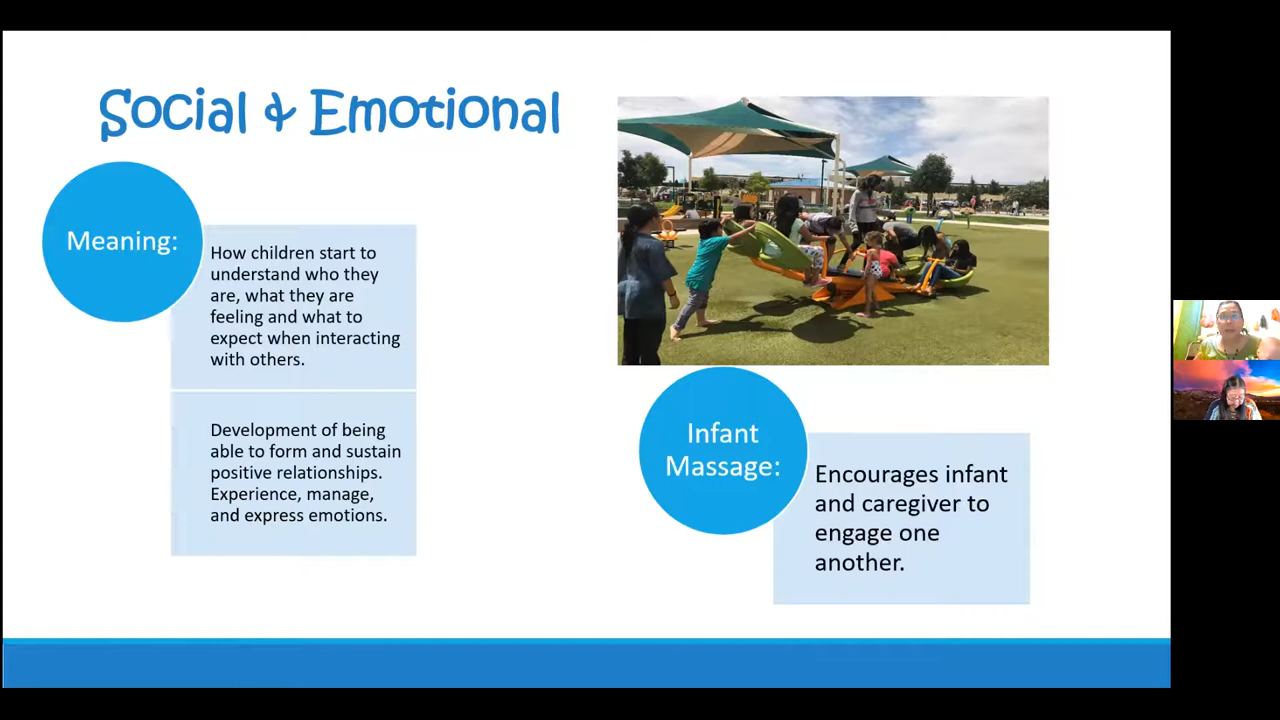 Social & Emotional
Meaning:
How children start to
understand who they
are, what they are
feeling and what to
expect when interacting
with others.
Development of being
able to form and sustain
positive relationships.
Experience, manage,
and express emotions.
Infant
Massage:
Encourages infant
and caregiver to
engage one
another.